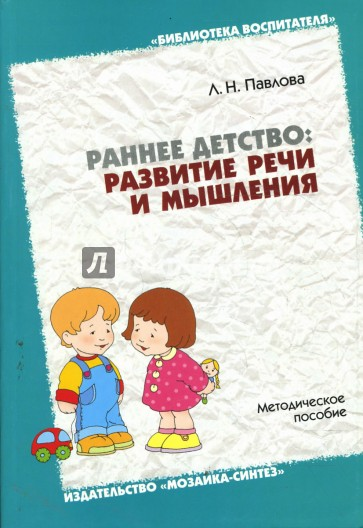 «БИБЛИОТЕКА ВОСПИТАТЕЛЯ»
Л. Н. Павлова
РАННЕЕ ДЕТСТВО:
РАЗВИТИЕ РЕЧИ
И МЫШЛЕНИЯ
Л
Методическое
пособие
ИЗДАТЕЛЬСТВО «МОЗАИКА-СИНТЕЗ»